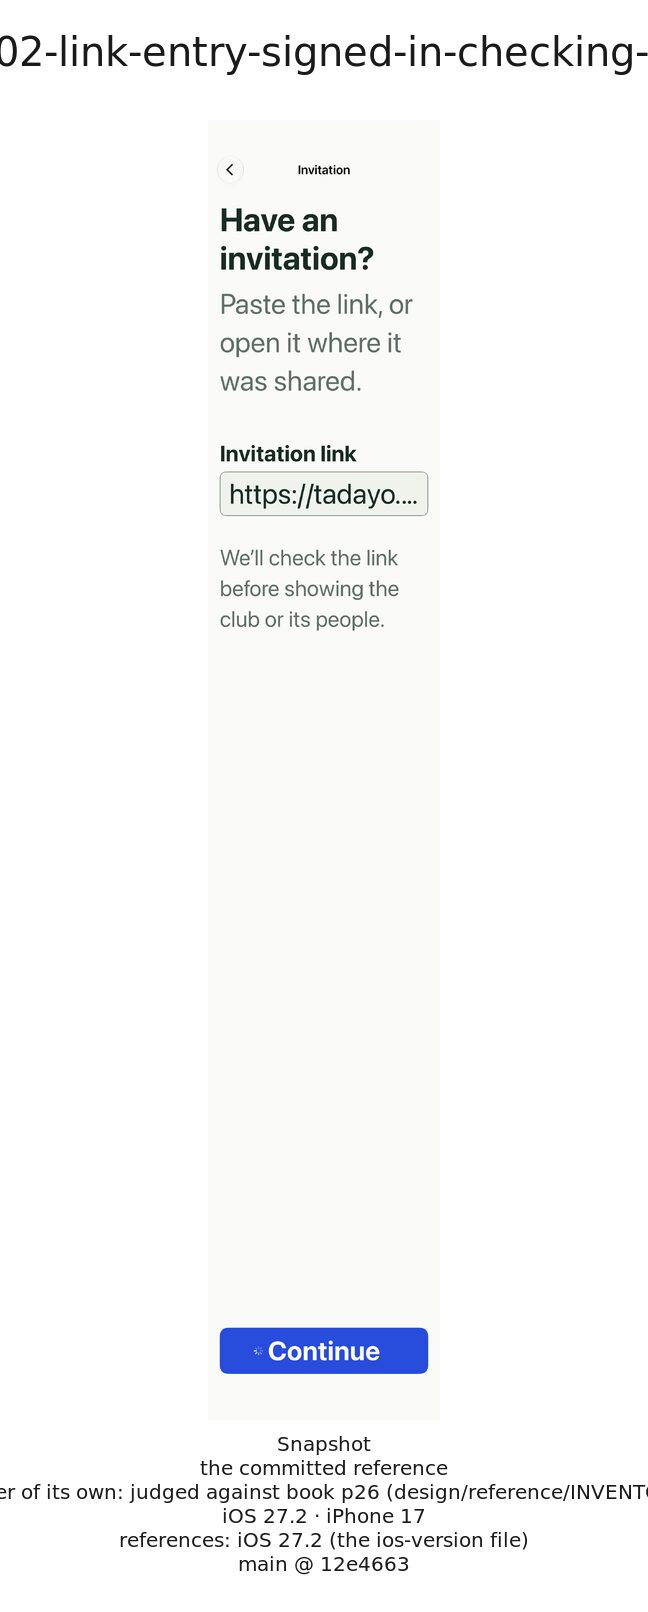 02-link-entry-signed-in-checking-
Invitation
Have an
invitation?
Paste the link, or
open it where it
was shared.
Invitation link
https://tadayo....
We’ll check the link
before showing the
club or its people.
Continue
Snapshot
the committed reference
er of its own: judged against book p26 (design/reference/INVENTO
iOS 27.2 · iPhone 17
references: iOS 27.2 (the ios-version file)
main @ 12e4663